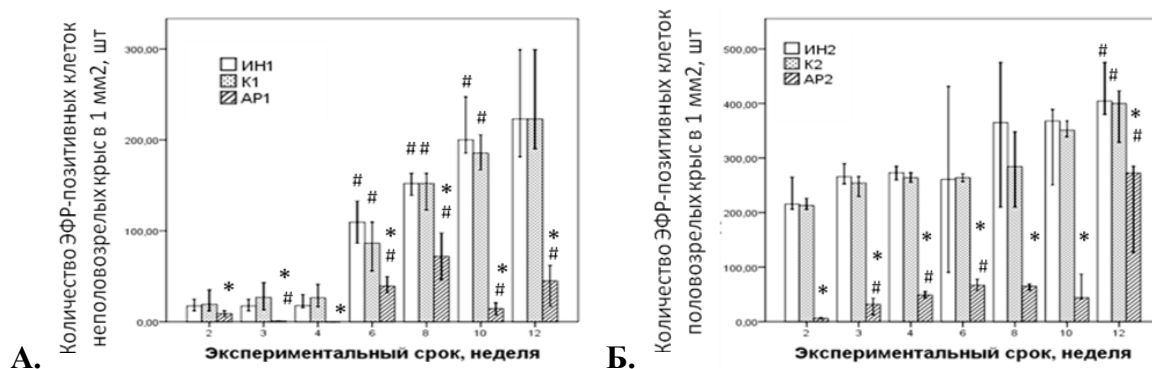 А.
Количество ЭФР-позитивных клеток
неполовозрелых крыс в 1 мм2, шт
300,00
200,00
100,00
0,00
ИН1
К1
АР1
*
*
#
*
#
#
*
#
# #
*
#
#
#
*
#
*
#
2 3 4 6 8 10 12
Экспериментальный срок, неделя
Б.
Количество ЭФР-позитивных клеток
половозрелых крыс в 1 мм2, шт
500,00
400,00
300,00
200,00
100,00
0,00
ИН2
К2
АР2
*
*
#
*
#
*
#
*
*
#
#
*
#
2 3 4 6 8 10 12
Экспериментальный срок, неделя